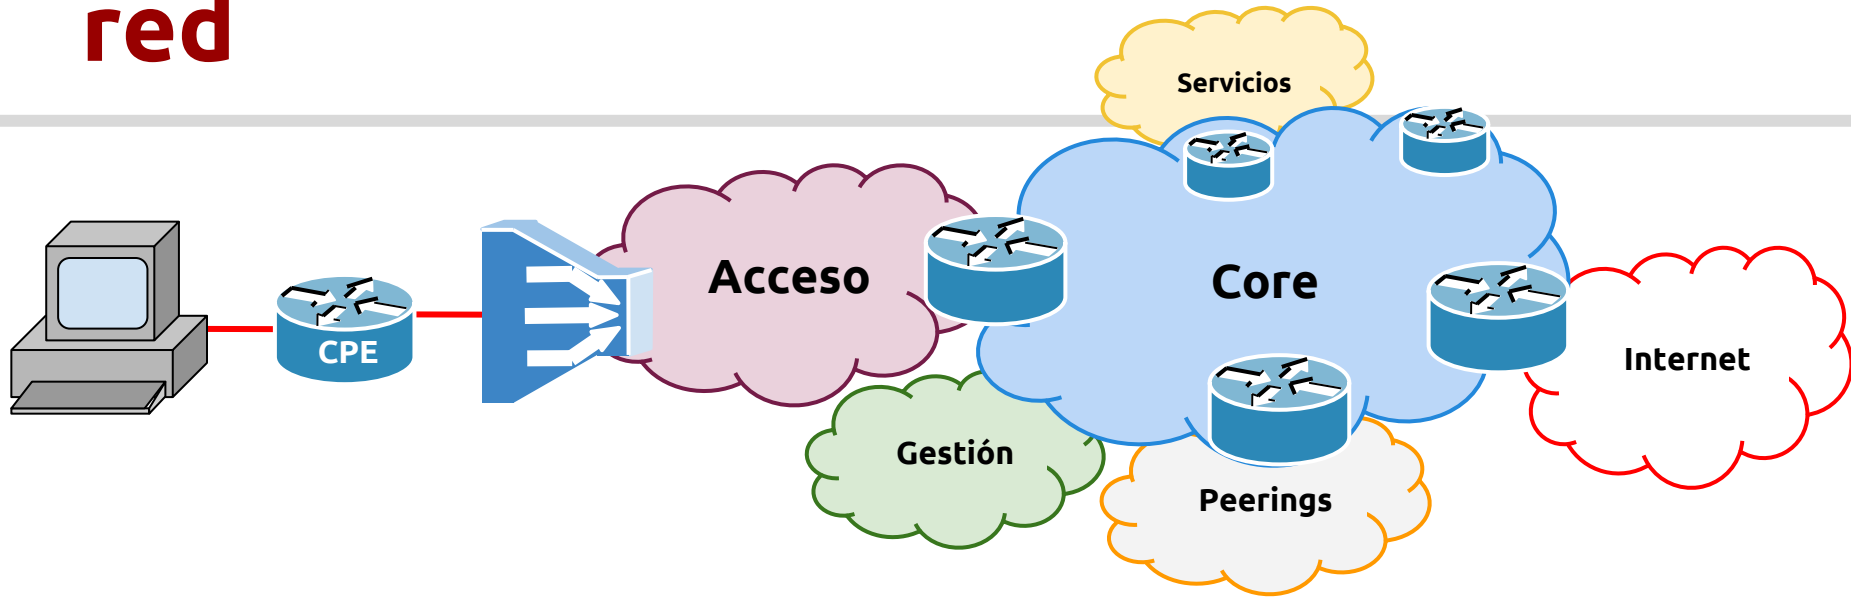 red
Servicios
Acceso
Core
CPE
Internet
Gestión
Peerings